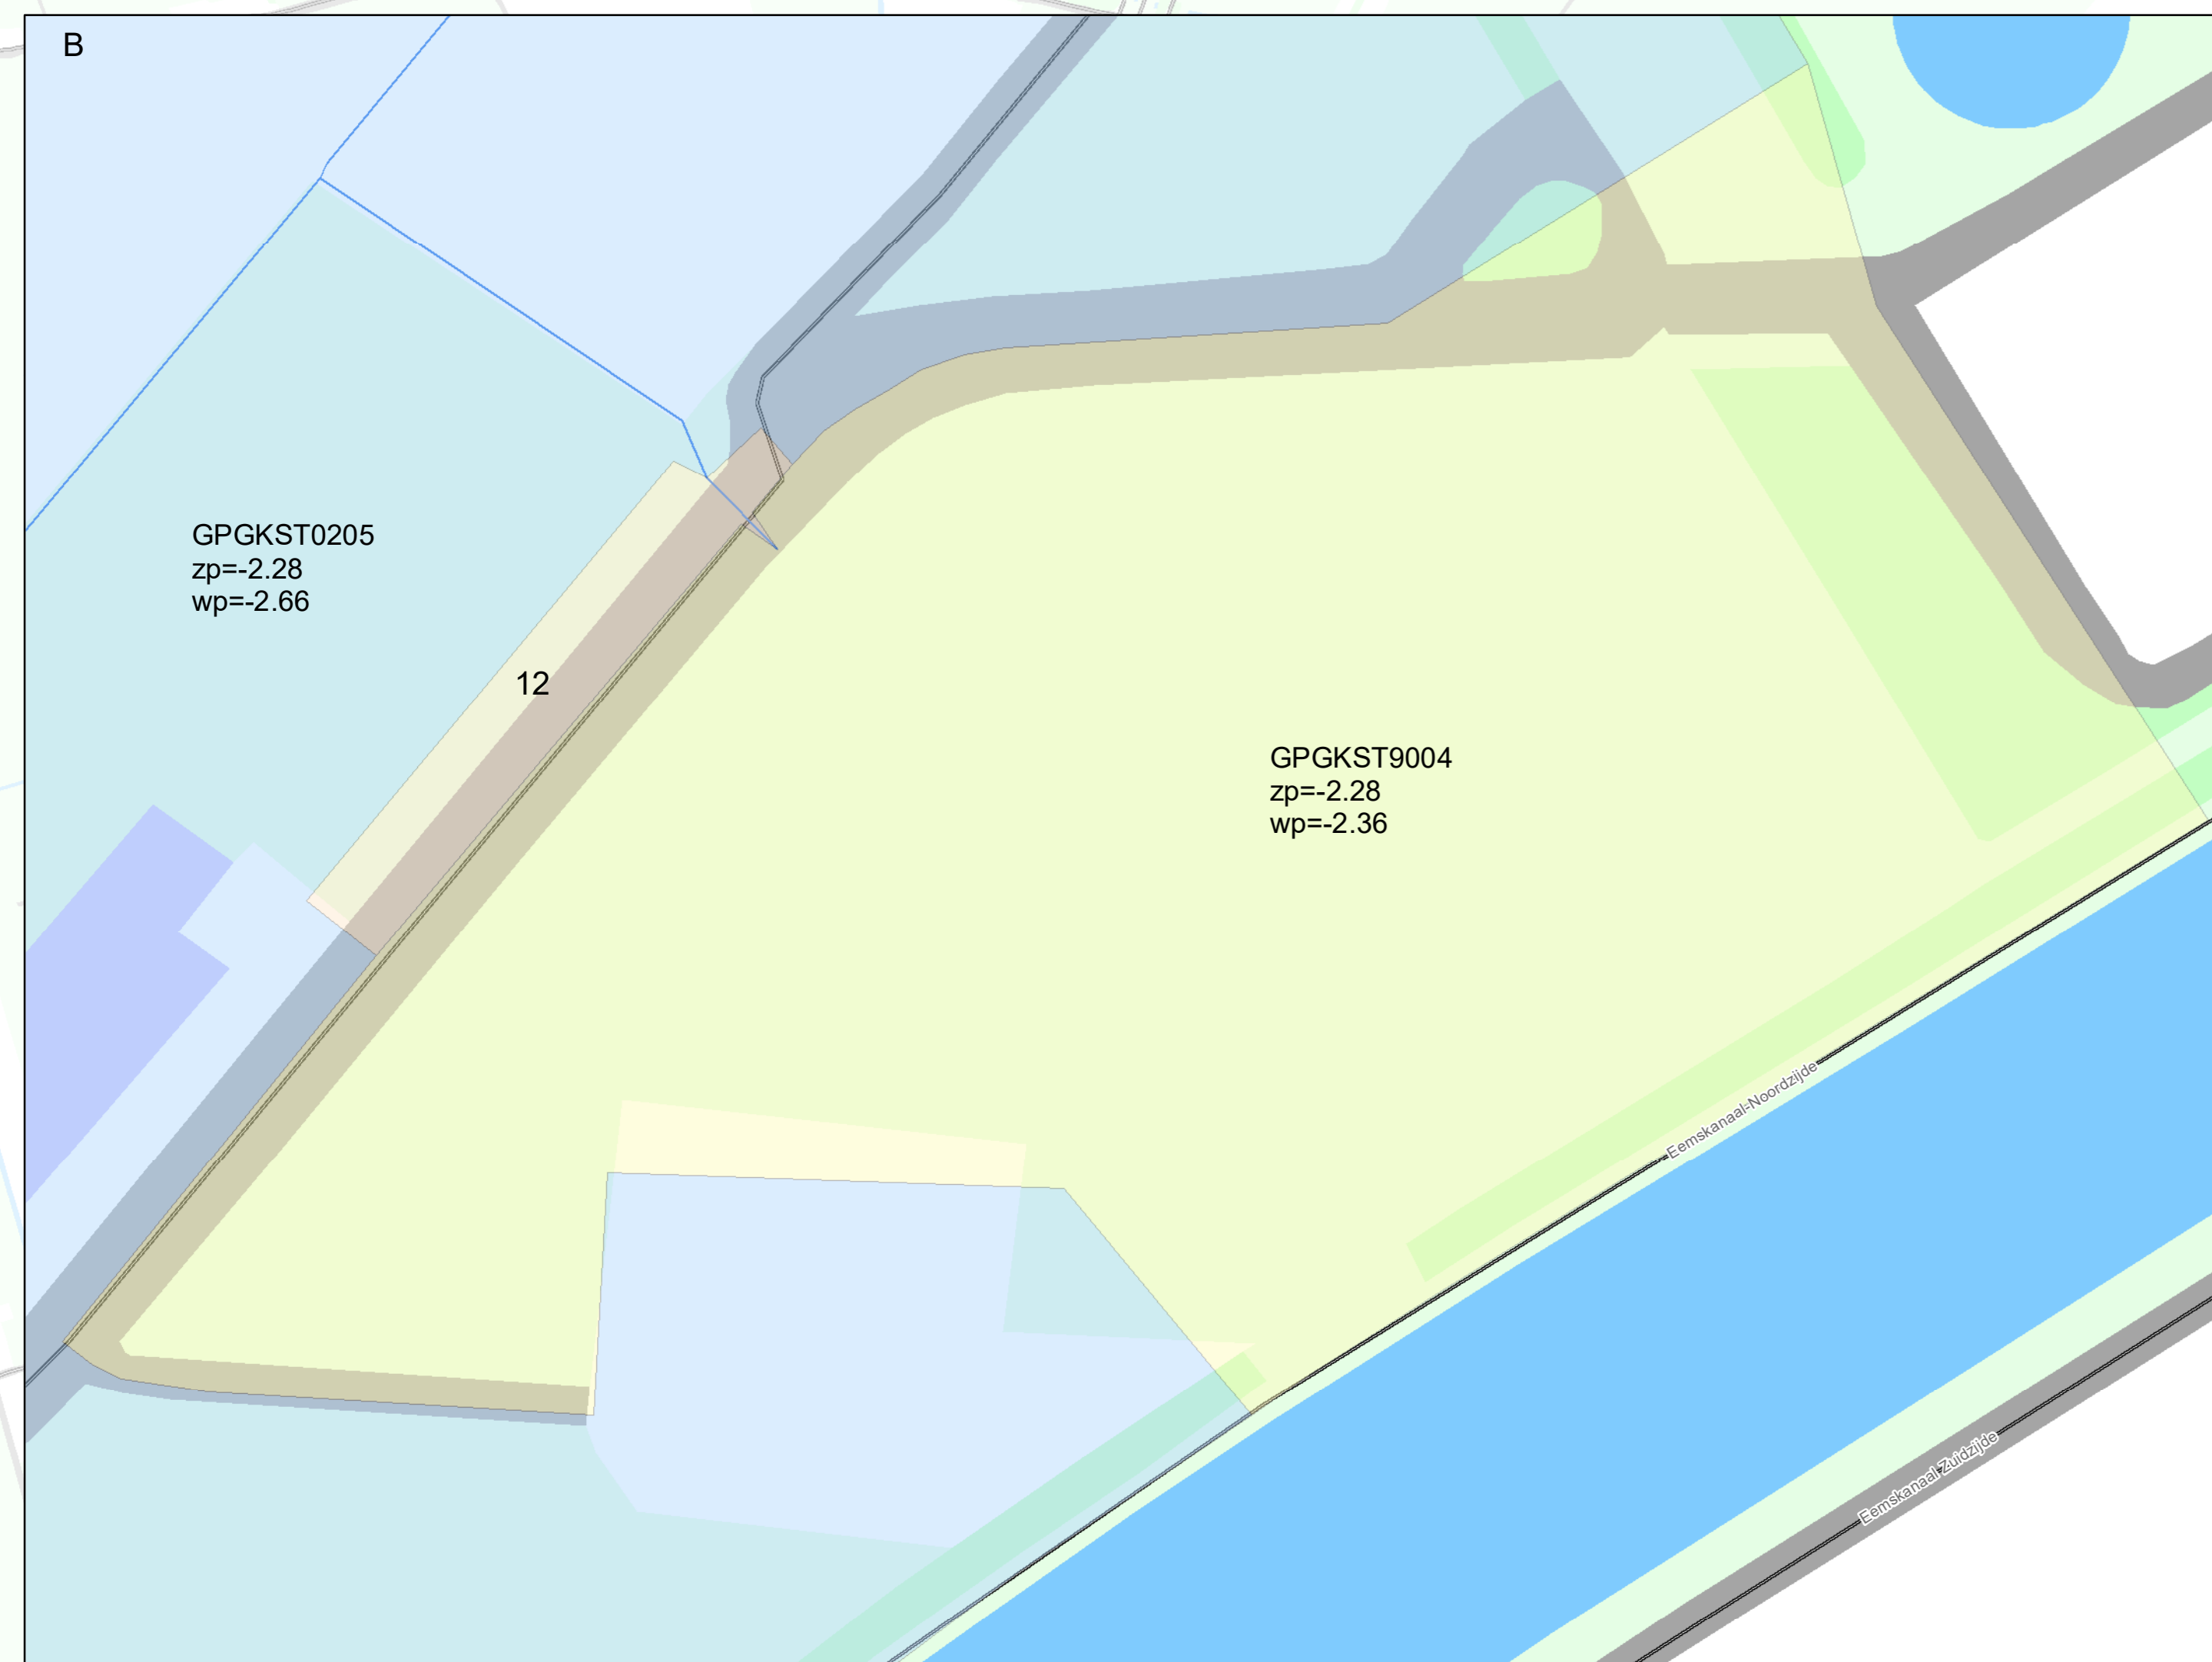 B
GPGKST0205
zp=-2.28
wp=-2.66
12
GPGKST9004
zp=-2.28
wp=-2.36
Eemskanaal-Noordzijde
Eemskanaal Zuidzijde